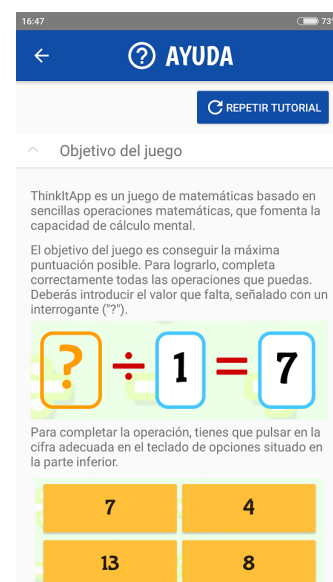 16:47
73
AYUDA
REPETIR TUTORIAL
Objetivo del juego
ThinkItApp es un juego de matemáticas basado en
sencillas operaciones matemáticas, que fomenta la
capacidad de cálculo mental.
El objetivo del juego es conseguir la máxima
puntuación posible. Para lograrlo, completa
correctamente todas las operaciones que puedas.
Deberás introducir el valor que falta, señalado con un
interrogante ("?").
? ÷ 1 = 7
Para completar la operación, tienes que pulsar en la
cifra adecuada en el teclado de opciones situado en
la parte inferior.
7 4
13 8